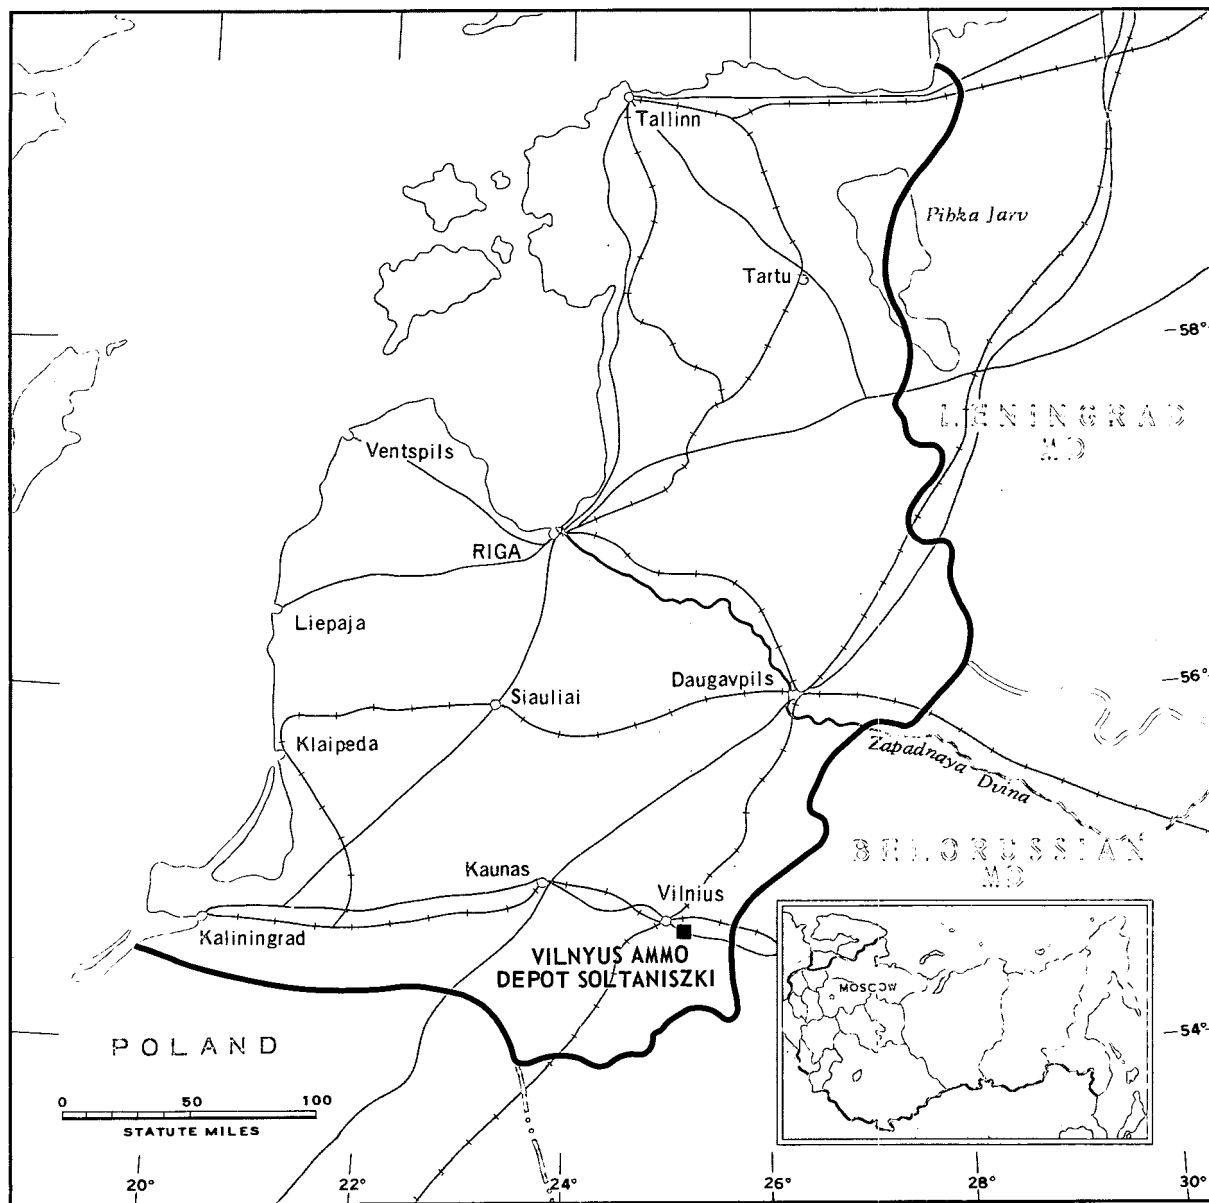 Tallinn
Pihka Jarv
Tartu
58°
LENINGRAD
MD
Ventspils
RIGA
Liepaja
Daugavpils
56°
Siauliai
Klaipeda
Zapadnaya Dvina
BELORUSSIAN
MD
Kaunas
Vilnius
Kaliningrad
VILNYUS AMMO
DEPOT SOLTANISZKI
MOSCOW
54°
POLAND
0 50 100
STATUTE MILES
20° 22° 24° 26° 28° 30°